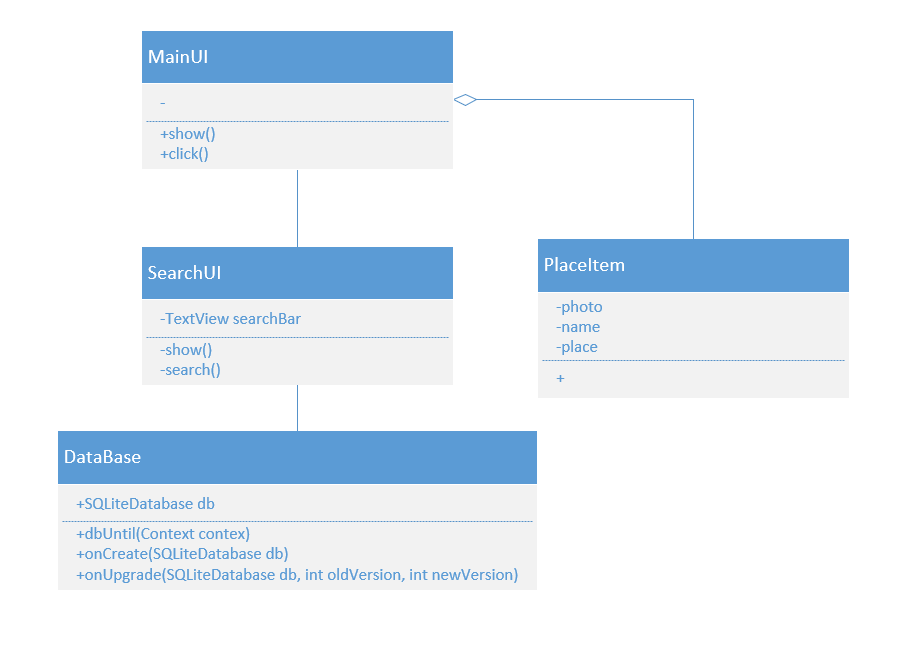 MainUI
-
+show()
+click()
SearchUI
-TextView searchBar
-show()
-search()
PlaceItem
-photo
-name
-place
+
DataBase
+SQLiteDatabase db
+dbUntil(Context contex)
+onCreate(SQLiteDatabase db)
+onUpgrade(SQLiteDatabase db, int oldVersion, int newVersion)